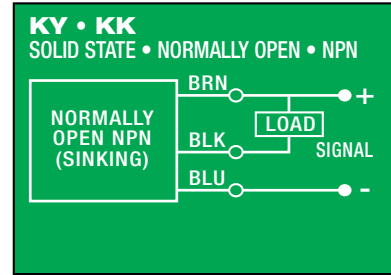 KY • KK
SOLID STATE • NORMALLY OPEN • NPN
BRN
+
NORMALLY
OPEN NPN
(SINKING)
LOAD
BLK
SIGNAL
BLU
-